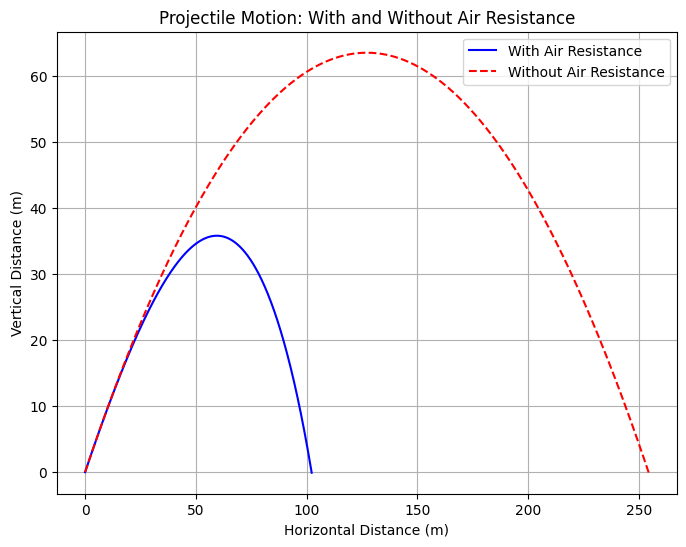 Projectile Motion: With and Without Air Resistance
With Air Resistance
Without Air Resistance
60
50
40
30
20
10
0
Vertical Distance (m)
0 50 100 150 200 250
Horizontal Distance (m)